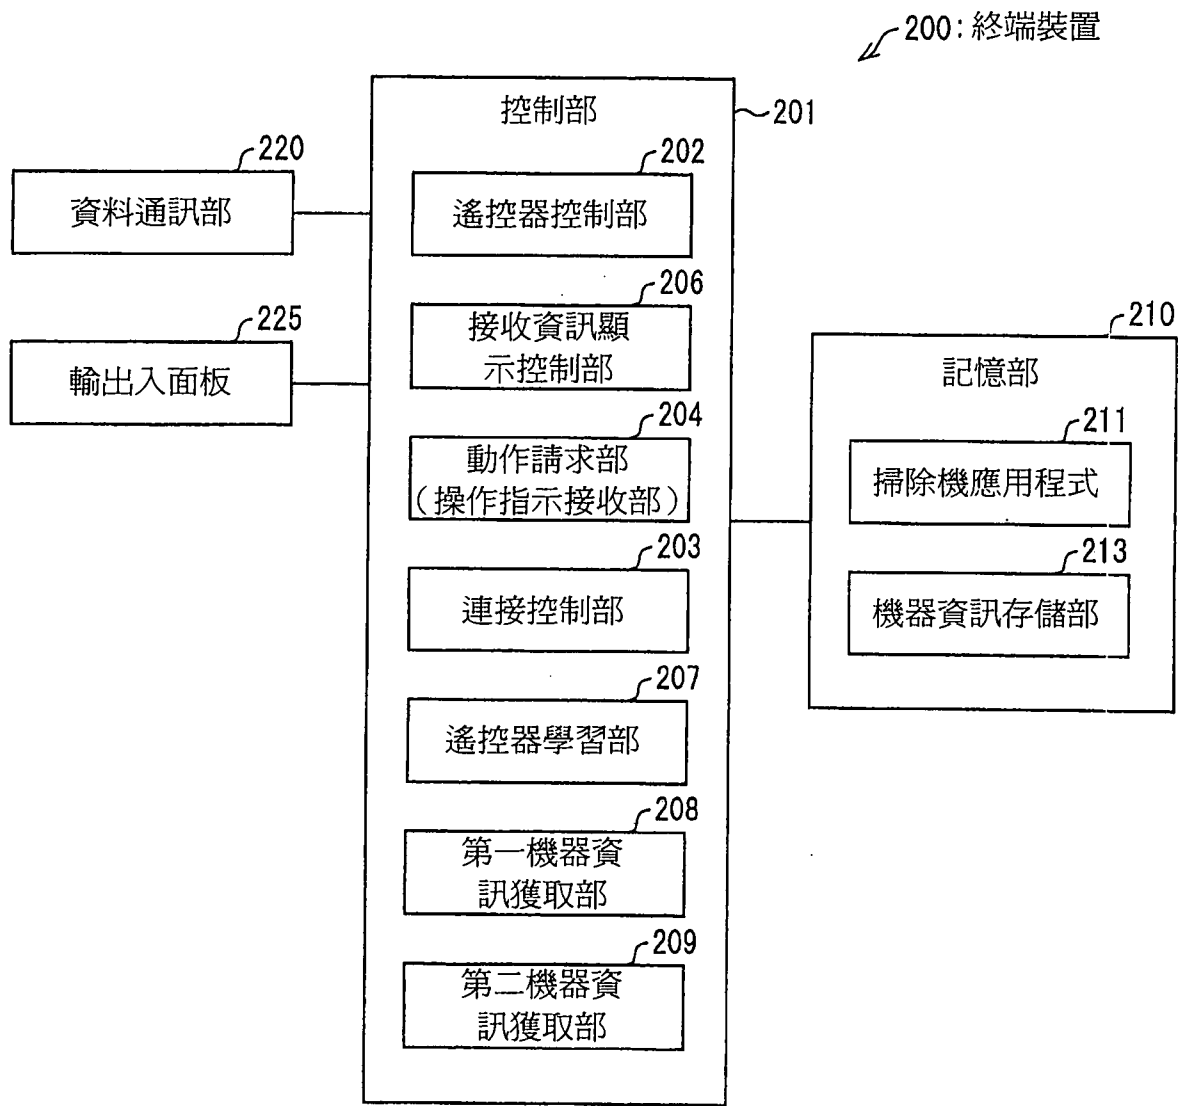 200:終端裝置
控制部
201
220
資料通訊部
225
輸出入面板
202
遙控器控制部
206
接收資訊顯
示控制部
204
動作請求部
(操作指示接收部)
203
連接控制部
207
遙控器學習部
208
第一機器資
訊獲取部
209
第二機器資
訊獲取部
210
記憶部
211
掃除機應用程式
213
機器資訊存儲部